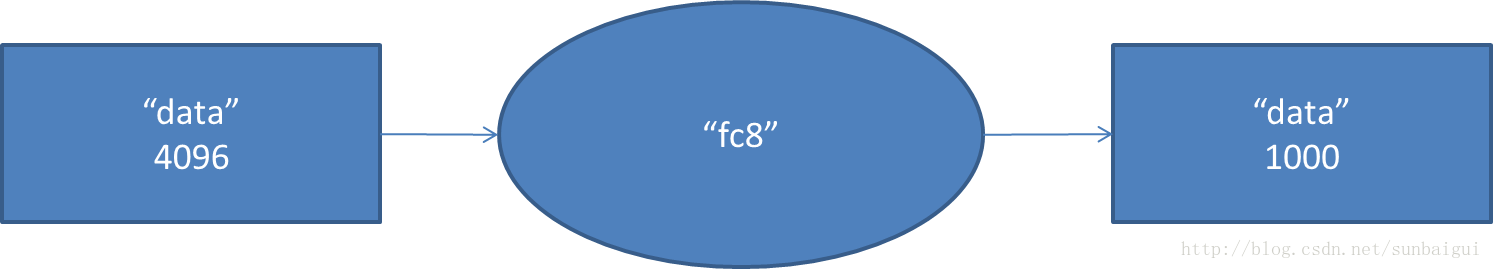 “data”
4096
“fc8”
“data”
1000
http://blog.csdn.net/sunbaigui